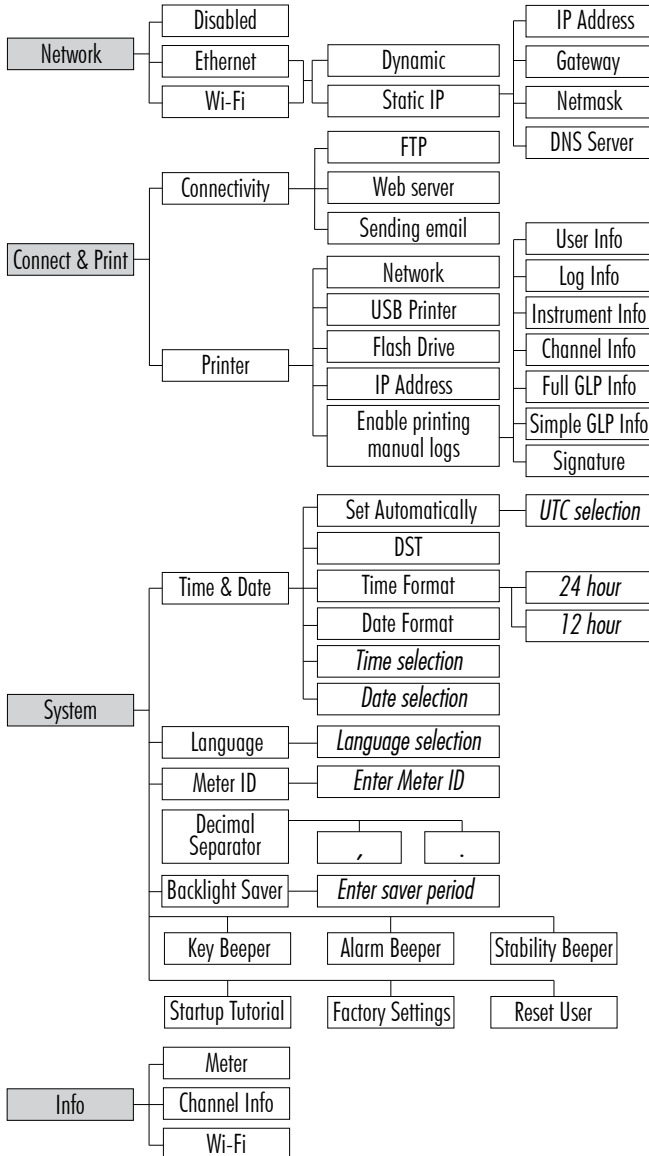 Network
Disabled
Ethernet
Wi-Fi
Dynamic
Static IP
IP Address
Gateway
Netmask
DNS Server
Connect & Print
Connectivity
FTP
Web server
Sending email
Printer
Network
USB Printer
Flash Drive
IP Address
Enable printing
manual logs
User Info
Log Info
Instrument Info
Channel Info
Full GLP Info
Simple GLP Info
Signature
System
Time & Date
Set Automatically
UTC selection
DST
Time Format
24 hour
12 hour
Date Format
Time selection
Date selection
Language
Language selection
Meter ID
Enter Meter ID
Decimal
Separator
,
.
Backlight Saver
Enter saver period
Key Beeper
Alarm Beeper
Stability Beeper
Startup Tutorial
Factory Settings
Reset User
Info
Meter
Channel Info
Wi-Fi